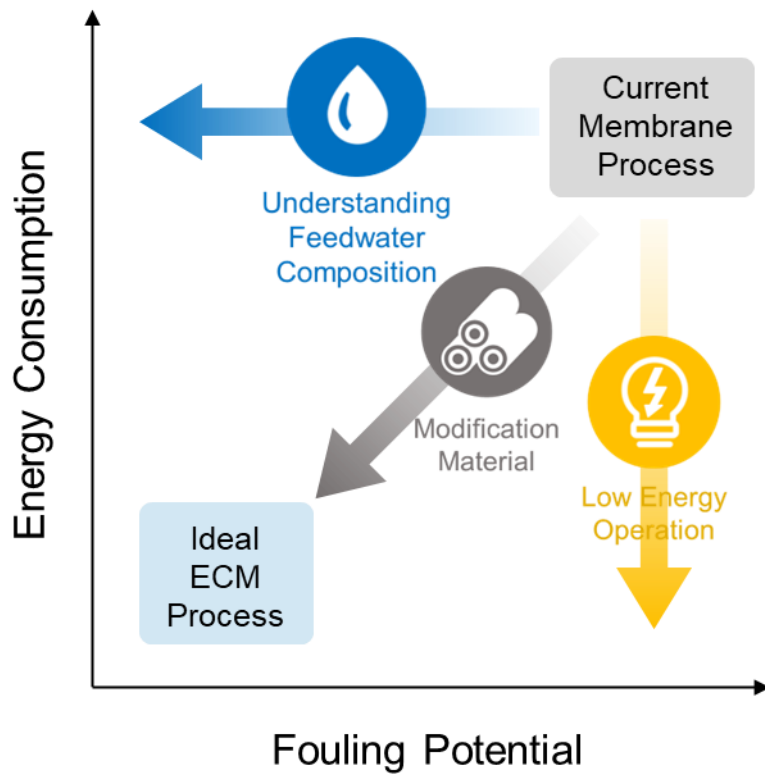 Current
Membrane
Process
Understanding
Feedwater
Composition
Modification
Material
Low Energy
Operation
Ideal
ECM
Process
Energy Consumption
Fouling Potential